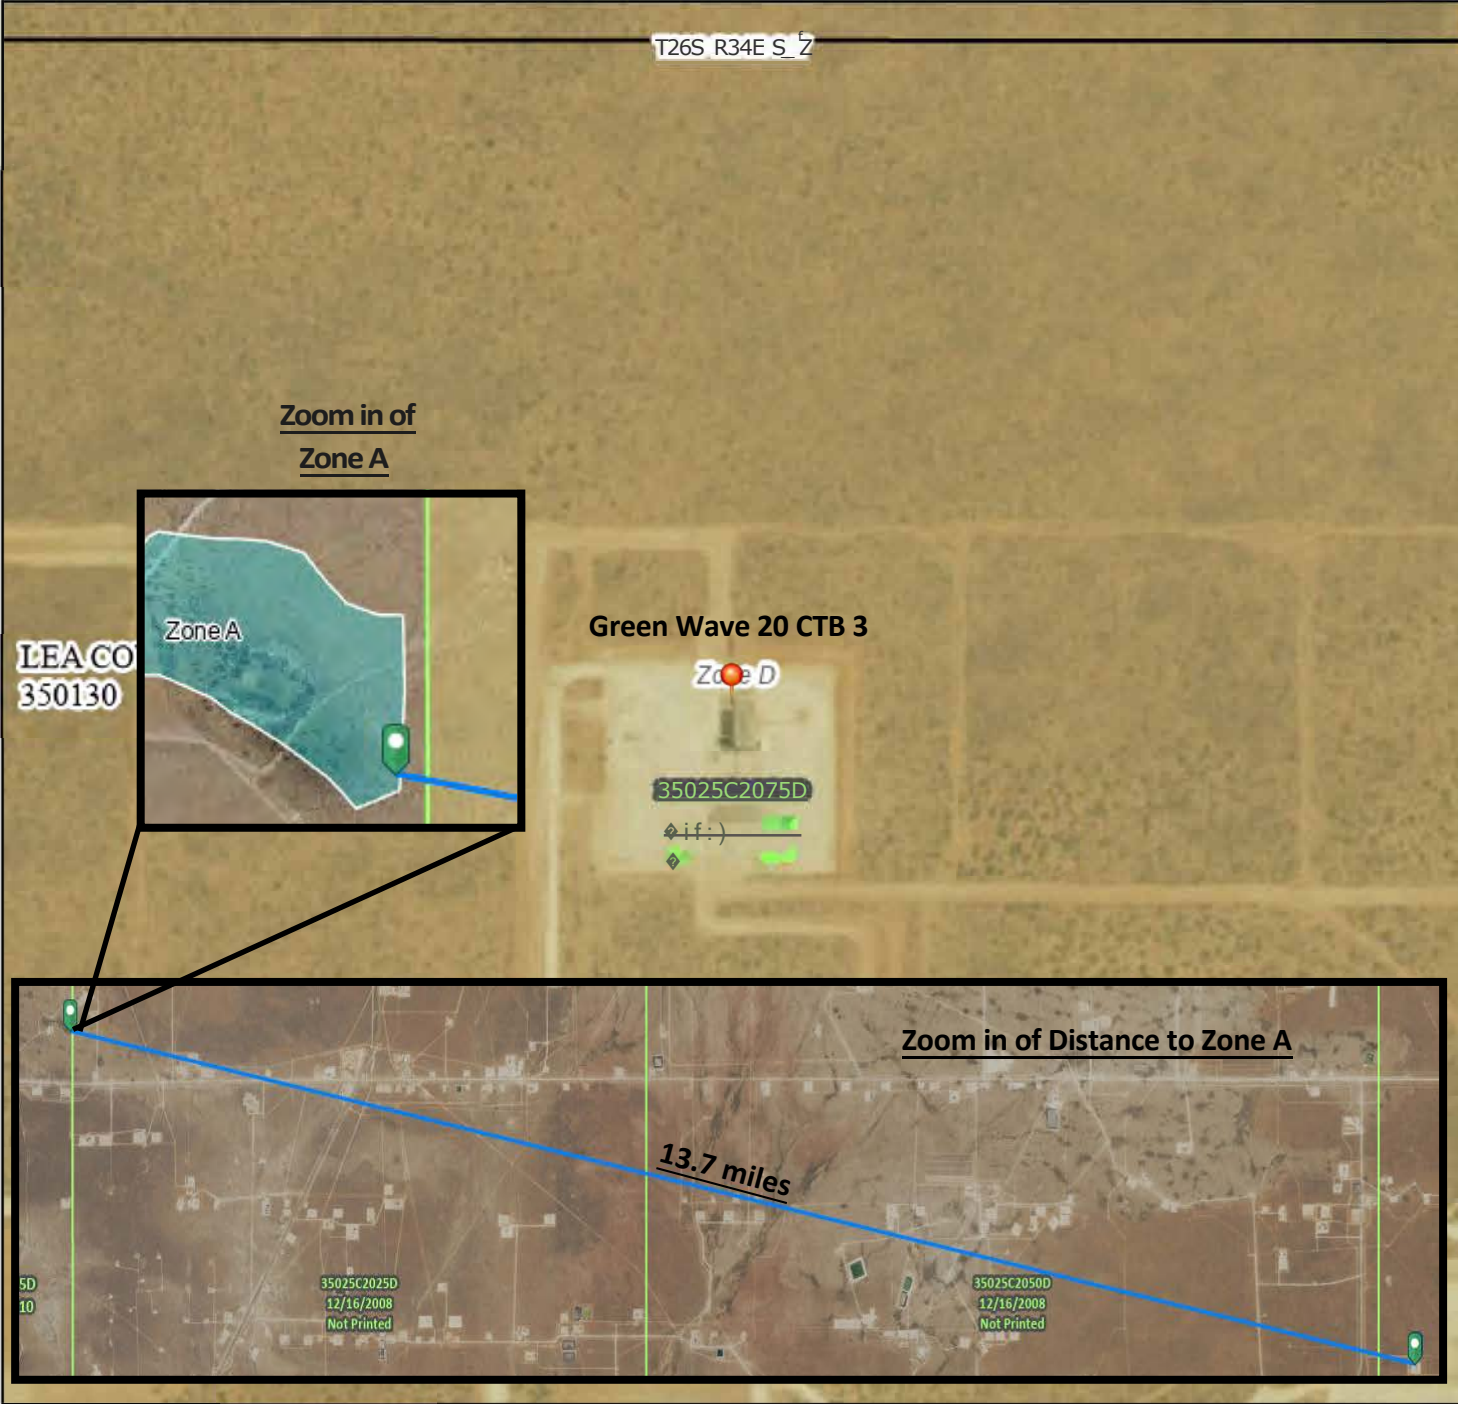 T26S R34E S_
Zoom in of
Zone A
Zone A
Green Wave 20 CTB 3
LEA CO
350130
35025C2075D
Zoom in of Distance to Zone A
13.7 miles
5D
10
35025C2025D
12/16/2008
Not Printed
35025C2050D
12/16/2008
Not Printed